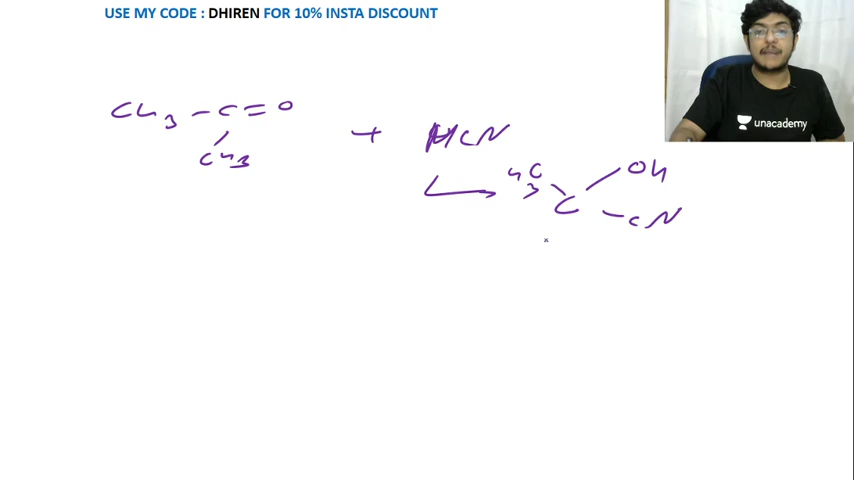 USE MY CODE : DHIREN FOR 10% INSTA DISCOUNT
unacademy
CH3 - C = O
CH3
+ HCN
H3C OH
C - CN